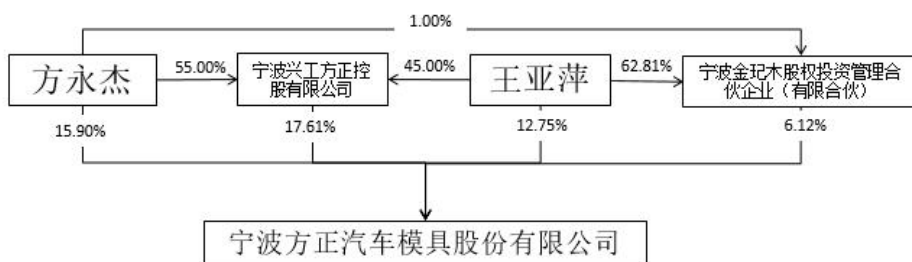 1.00%
方永杰
55.00%
宁波兴工方正控
股有限公司
45.00%
王亚萍
62.81%
宁波金玘木股权投资管理合
伙企业（有限合伙）
15.90%
17.61%
12.75%
6.12%
宁波方正汽车模具股份有限公司